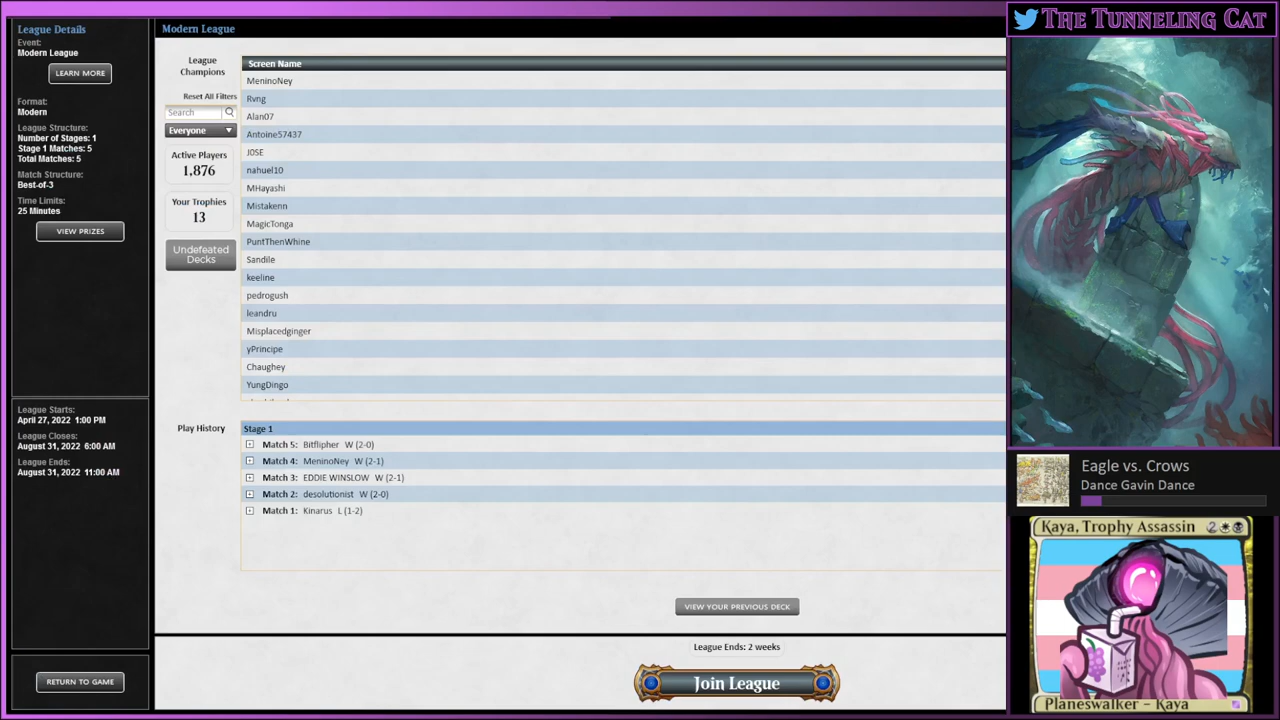 League Details
Event:
Modern League
LEARN MORE
Format:
Modern
League Structure:
Number of Stages: 1
Stage 1 Matches: 5
Total Matches: 5
Match Structure:
Best-of-3
Time Limits:
25 Minutes
VIEW PRIZES
League Starts:
April 27, 2022 1:00 PM
League Closes:
August 31, 2022 6:00 AM
League Ends:
August 31, 2022 11:00 AM
RETURN TO GAME
Modern League
League
Champions
Reset All Filters
Search
Everyone
Active Players
1,876
Your Trophies
13
Undefeated
Decks
Screen Name
MeninoNey
Rvng
Alan07
Antoine57437
J0SE
nahuel10
MHayashi
Mistakenn
MagicTonga
PuntThenWhine
Sandile
keeline
pedrogush
leandru
Misplacedginger
yPrincipe
Chaughey
YungDingo
Play History
Stage 1
Match 5: Bitflipher W (2-0)
Match 4: MeninoNey W (2-1)
Match 3: EDDIE WINSLOW W (2-1)
Match 2: desolutionist W (2-0)
Match 1: Kinarus L (1-2)
VIEW YOUR PREVIOUS DECK
League Ends: 2 weeks
Join League
The Tunneling Cat
Eagle vs. Crows
Dance Gavin Dance
Kaya, Trophy Assassin 2
Planeswalker – Kaya